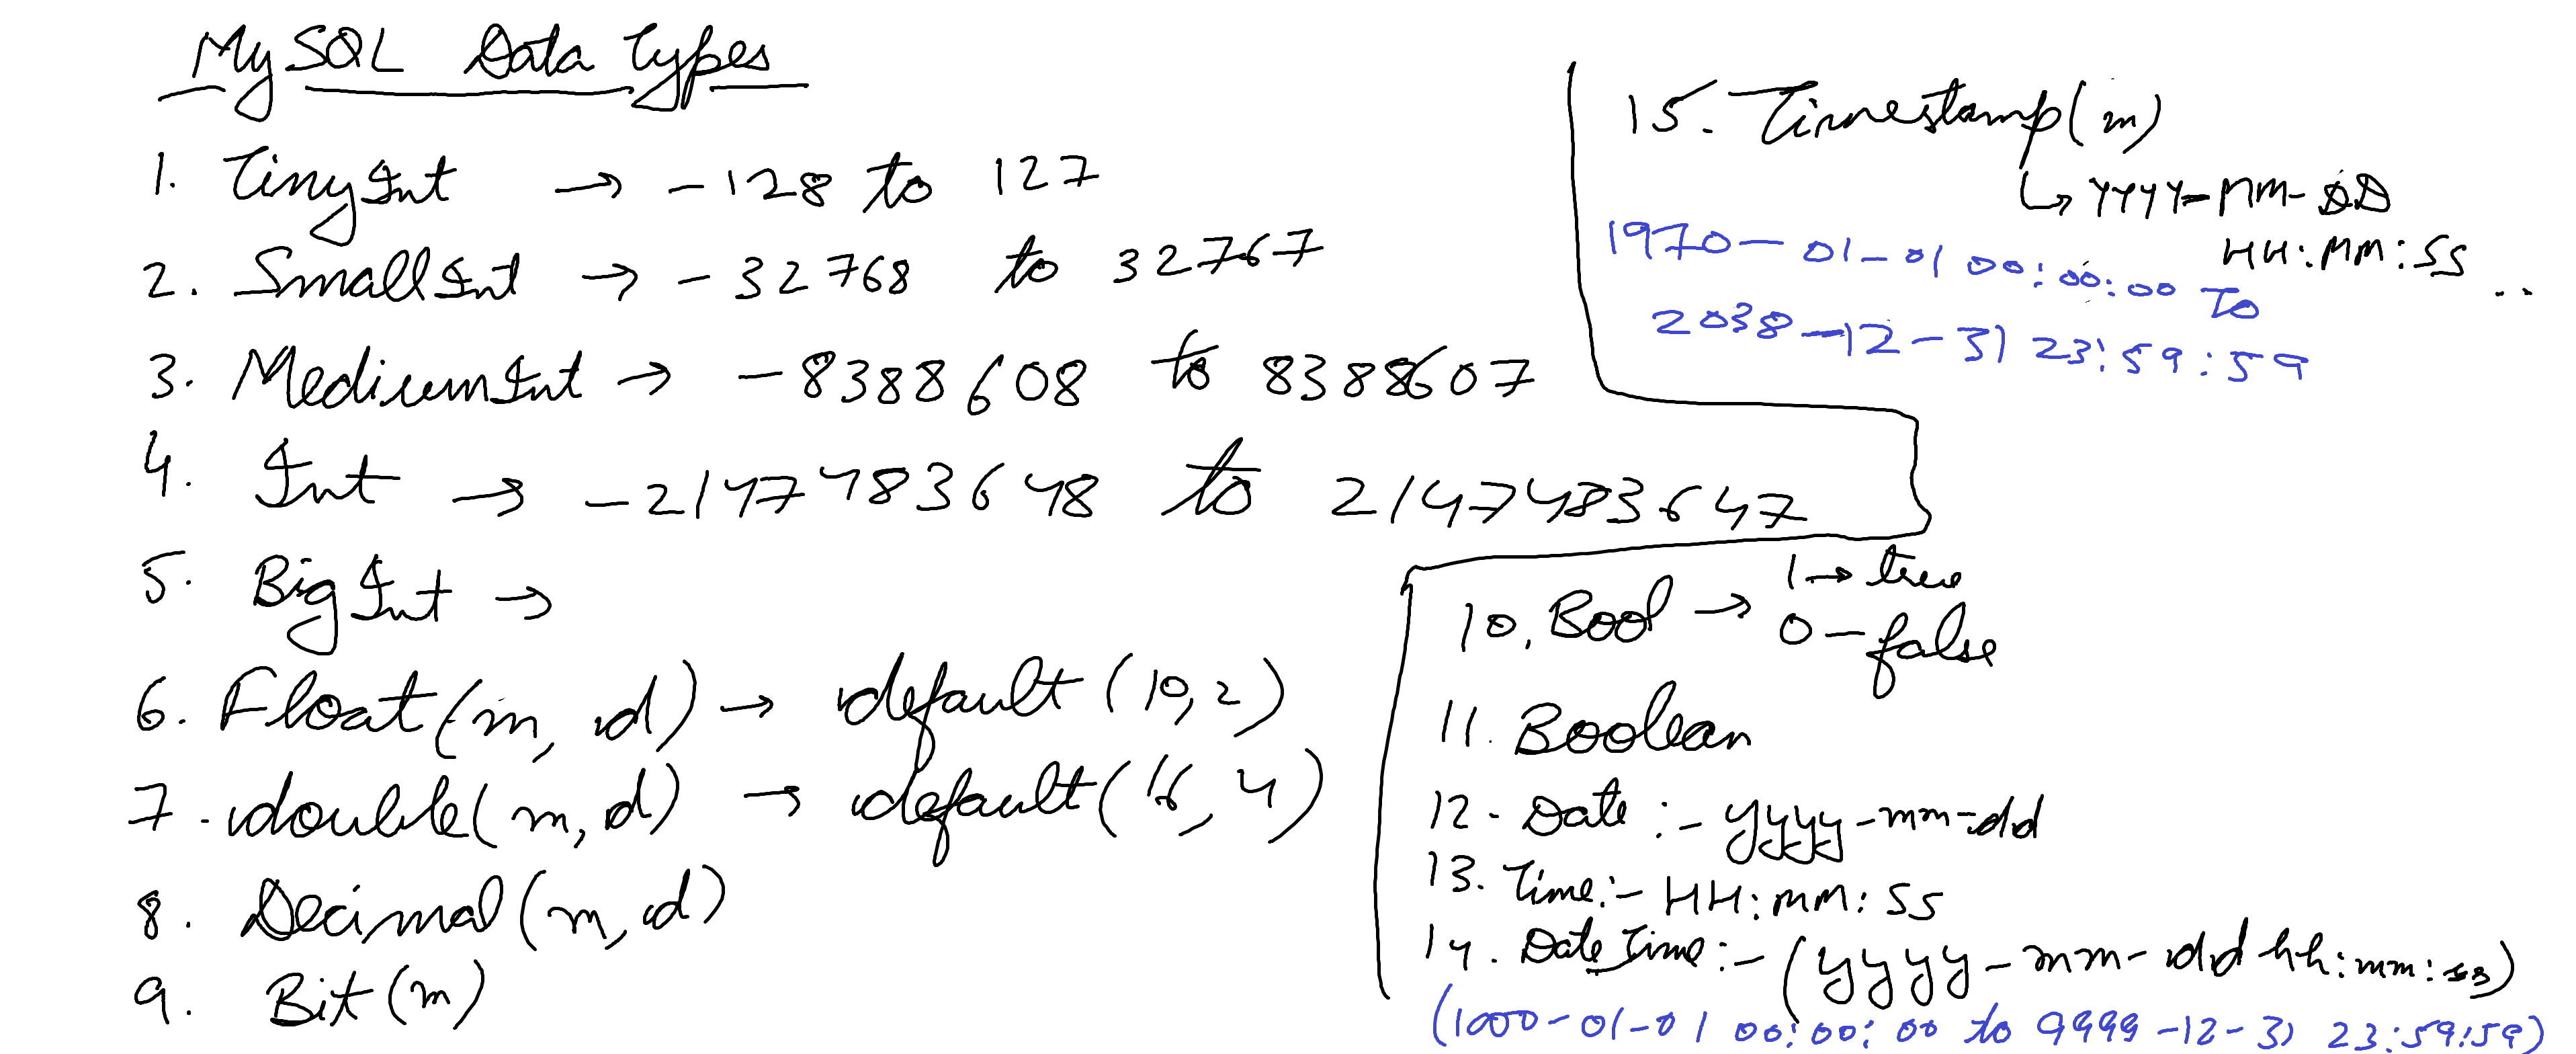 MySQL Data Types
1. TinyInt → -128 to 127
2. SmallInt → -32768 to 32767
3. MediumInt → -8388608 to 8388607
4. Int → -2147483648 to 2147483647
5. BigInt →
6. Float(m, d) → default (10,2)
7. double(m, d) → default(16, 4)
8. Decimal(m, d)
9. Bit(m)
10. Bool → 1 → true
0 - false
11. Boolean
12. Date :- yyyy-mm-dd
13. Time:- HH:MM:SS
14. DateTime:- (yyyy-mm-dd hh:mm:ss)
(1000-01-01 00:00:00 to 9999-12-31 23:59:59)
15. Timestamp(m)
↳ YYYY-MM-DD
HH:MM:SS
1970-01-01 00:00:00 To
2038-12-31 23:59:59